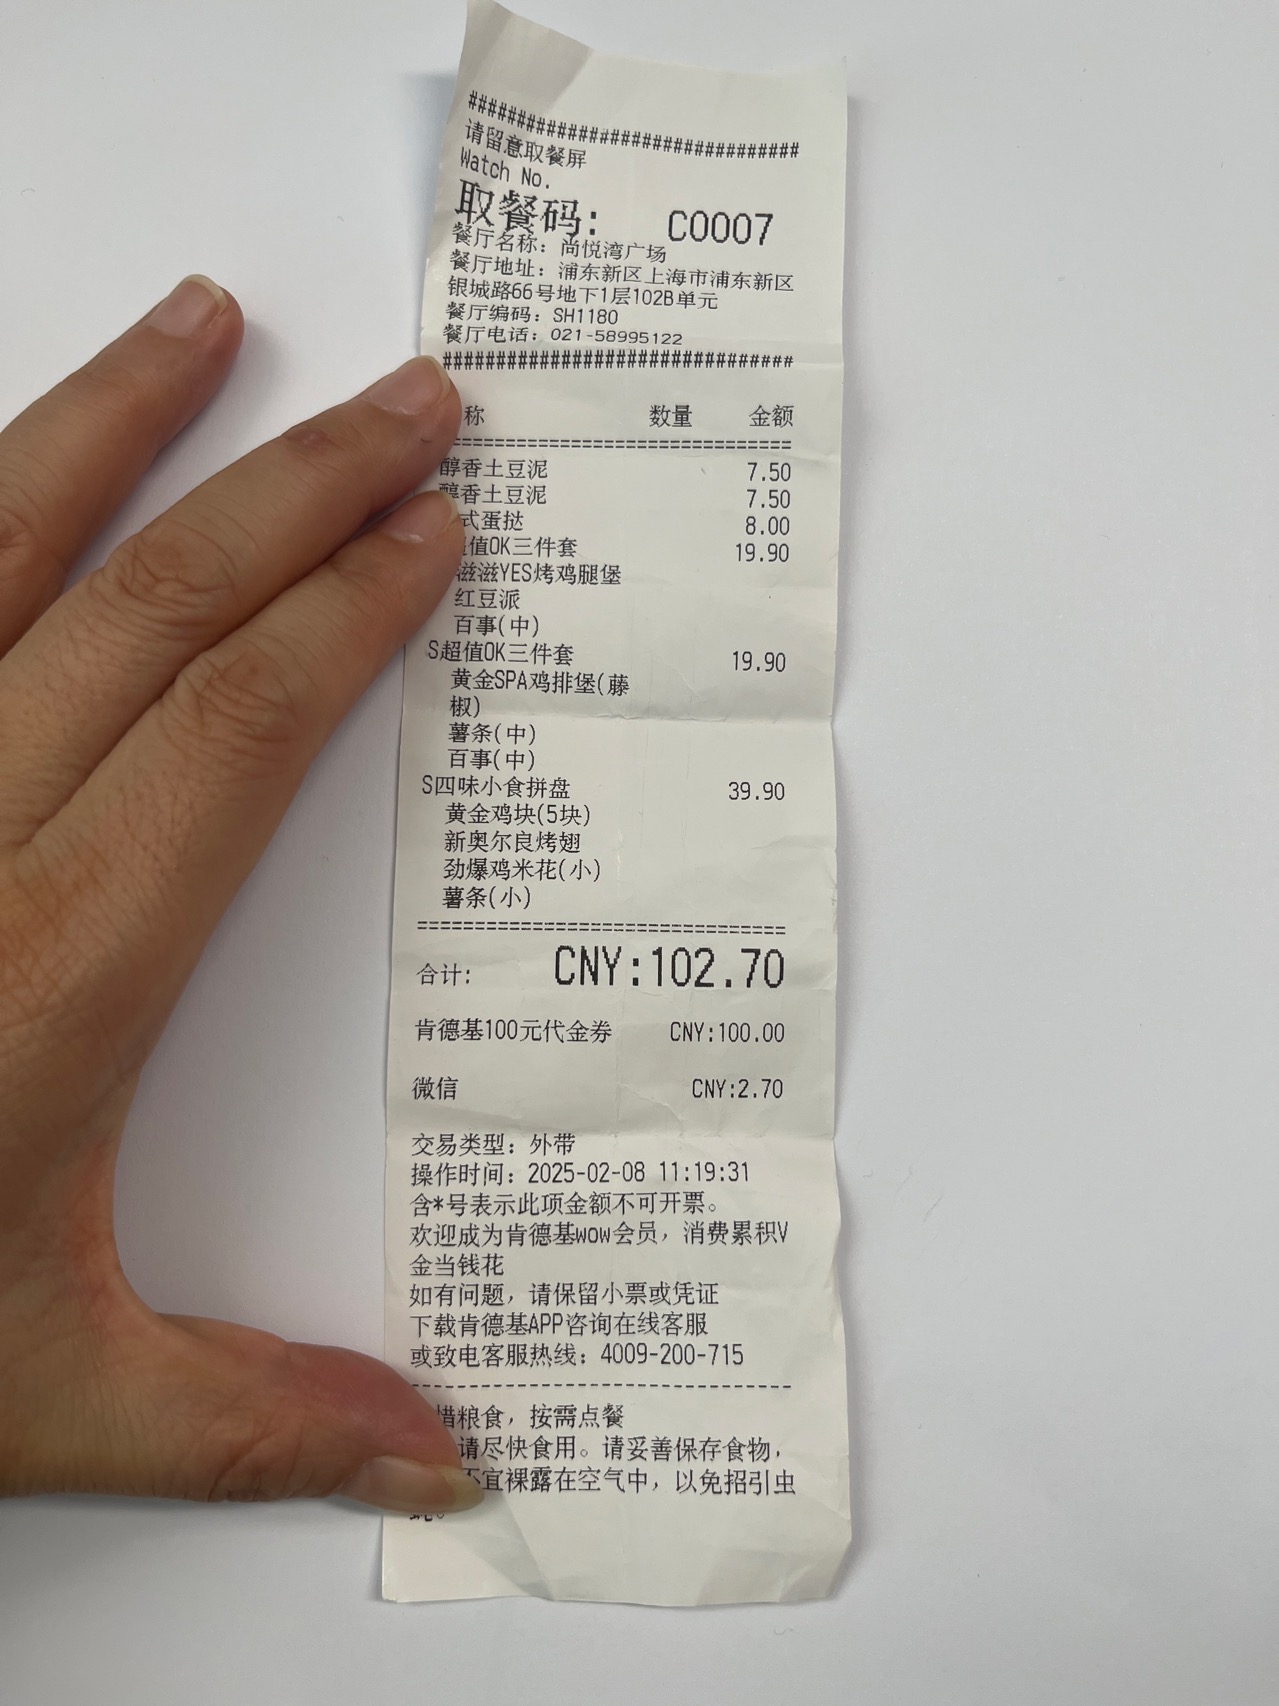 ################################
请留意取餐屏
Watch No.
取餐码: C0007
餐厅名称: 尚悦湾广场
餐厅地址: 浦东新区上海市浦东新区
银城路66号地下1层102B单元
餐厅编码: SH1180
餐厅电话: 021-58995122
################################
称 数量 金额
================================
醇香土豆泥 7.50
醇香土豆泥 7.50
式蛋挞 8.00
值OK三件套 19.90
滋滋YES烤鸡腿堡
红豆派
百事(中)
S超值OK三件套 19.90
黄金SPA鸡排堡(藤
椒)
薯条(中)
百事(中)
S四味小食拼盘 39.90
黄金鸡块(5块)
新奥尔良烤翅
劲爆鸡米花(小)
薯条(小)
================================
合计: CNY:102.70
肯德基100元代金券 CNY:100.00
微信 CNY:2.70
交易类型: 外带
操作时间: 2025-02-08 11:19:31
含*号表示此项金额不可开票。
欢迎成为肯德基wow会员, 消费累积V
金当钱花
如有问题, 请保留小票或凭证
下载肯德基APP咨询在线客服
或致电客服热线: 4009-200-715
--------------------------------
惜粮食, 按需点餐
请尽快食用。请妥善保存食物,
不宜裸露在空气中, 以免招引虫